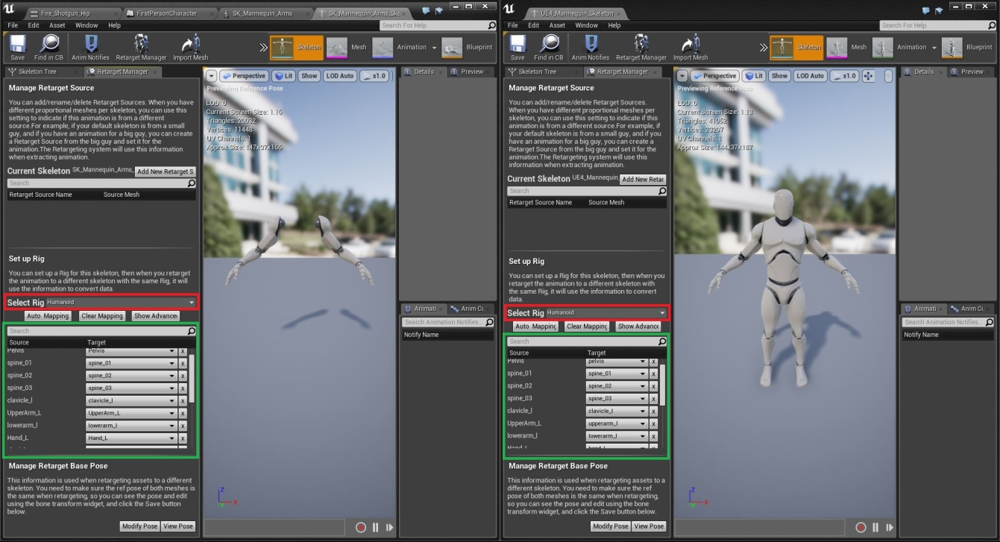 Fire_Shotgun_Hip
FirstPersonCharacter
SK_Mannequin_Arms
SK_Mannequin_Arms_Ske
File Edit Asset Window Help
Search For Help
Save
Find in CB
Anim Notifies
Retarget Manager
Import Mesh
Skeleton
Mesh
Animation
Blueprint
Skeleton Tree
Retarget Manager
Manage Retarget Source
You can add/rename/delete Retarget Sources. When you have
different proportional meshes per skeleton, you can use this
setting to indicate if this animation is from a different
source.For example, if your default skeleton is from a small
guy, and if you have an animation for a big guy, you can create
a Retarget Source from the big guy and set it for the
animation.The Retargeting system will use this information
when extracting animation.
Current Skeleton SK_Mannequin_Arms_ Add New Retarget S
Search
Retarget Source Name Source Mesh
Set up Rig
You can set up a Rig for this skeleton, then when you retarget
the animation to a different skeleton with the same Rig, it will
use the information to convert data.
Select Rig Humanoid
Auto Mapping Clear Mapping Show Advanced
Search
Source Target
Pelvis
spine_01 spine_01 x
spine_02 spine_02 x
spine_03 spine_03 x
clavicle_l clavicle_l x
UpperArm_L UpperArm_L x
lowerarm_l lowerarm_l x
Hand_L Hand_L x
Manage Retarget Base Pose
This information is used when retargeting assets to a different
skeleton. You need to make sure the ref pose of both meshes is
the same when retargeting, so you can see the pose and edit
using the bone transform widget, and click the Save button
below.
Modify Pose View Pose
Perspective Lit Show LOD Auto x1.0
Previewing Reference Pose
LOD: 0
Current Screen Size: 1.16
Triangles: 20032
Vertices: 11448
UV Channels: 1
Approx Size: 147x37x166
Z
Y
X
Details
Preview
Animati
Anim Cu
Search Animation Notifies...
Notify Name
UE4_Mannequin_Skeleton
File Edit Asset Window Help
Search For Help
Save
Find in CB
Anim Notifies
Retarget Manager
Import Mesh
Skeleton
Mesh
Animation
Blueprint
Skeleton Tree
Retarget Manager
Manage Retarget Source
You can add/rename/delete Retarget Sources.
When you have different proportional meshes per
skeleton, you can use this setting to indicate if this
animation is from a different source.For example, if
your default skeleton is from a small guy, and if you
have an animation for a big guy, you can create a
Retarget Source from the big guy and set it for the
animation.The Retargeting system will use this
information when extracting animation.
Current Skeleton UE4_Mannequin_ Add New Retar
Search
Retarget Source Name Source Mesh
Set up Rig
You can set up a Rig for this skeleton, then when you
retarget the animation to a different skeleton with
the same Rig, it will use the information to convert
data.
Select Rig Humanoid
Auto Mapping Clear Mapping Show Advanc
Search
Source Target
Pelvis pelvis x
spine_01 spine_01 x
spine_02 spine_02 x
spine_03 spine_03 x
clavicle_l clavicle_l x
UpperArm_L upperarm_l x
lowerarm_l lowerarm_l x
Hand_L hand_l
Manage Retarget Base Pose
This information is used when retargeting assets to a
different skeleton. You need to make sure the ref
pose of both meshes is the same when retargeting,
so you can see the pose and edit using the bone
transform widget, and click the Save button below.
Modify Pose View Pose
Perspective Lit Show LOD Auto x1.0
Previewing Reference Pose
LOD: 0
Current Screen Size: 1.13
Triangles: 41052
Vertices: 23207
UV Channels: 1
Approx Size: 144x37x187
Z
Y
X
Details
Preview
Animati
Anim Cu
Search Animation Notifies...
Notify Name